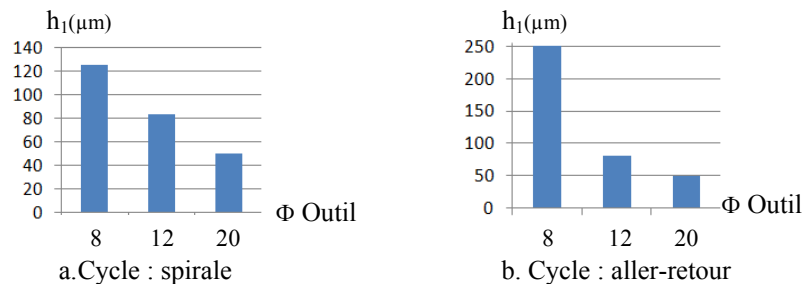 h1(µm)
140
120
100
80
60
40
20
0
8 12 20
Φ Outil
a.Cycle : spirale
h1(µm)
250
200
150
100
50
0
8 12 20
Φ Outil
b. Cycle : aller-retour